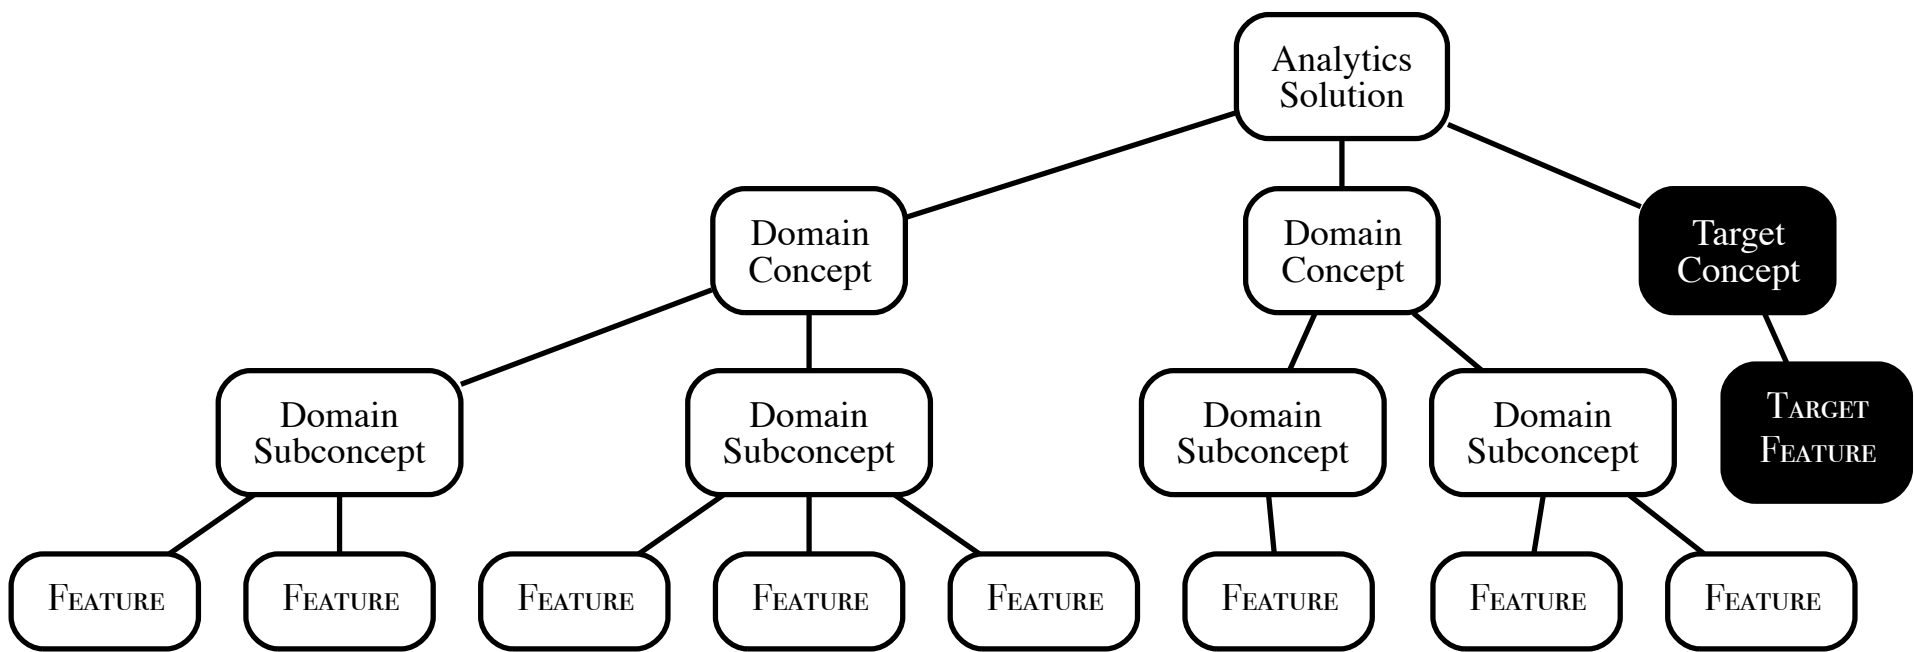 Analytics
Solution
Domain
Concept
Domain
Concept
Target
Concept
Domain
Subconcept
Domain
Subconcept
Domain
Subconcept
Domain
Subconcept
TARGET
FEATURE
FEATURE
FEATURE
FEATURE
FEATURE
FEATURE
FEATURE
FEATURE
FEATURE